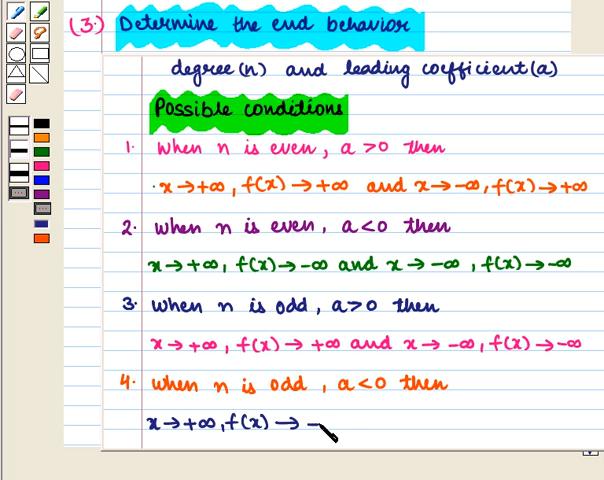 (3.) Determine the end behavior
degree(n) and leading coefficient(a)
Possible conditions
1. when n is even, a >0 then
x→+∞, f(x)→+∞ and x→-∞, f(x)→+∞
2. when n is even, a<0 then
x→+∞, f(x)→-∞ and x→-∞, f(x)→-∞
3. when n is odd, a>0 then
x→+∞, f(x)→+∞ and x→-∞, f(x)→-∞
4. when n is odd, a<0 then
x→+∞, f(x)→-